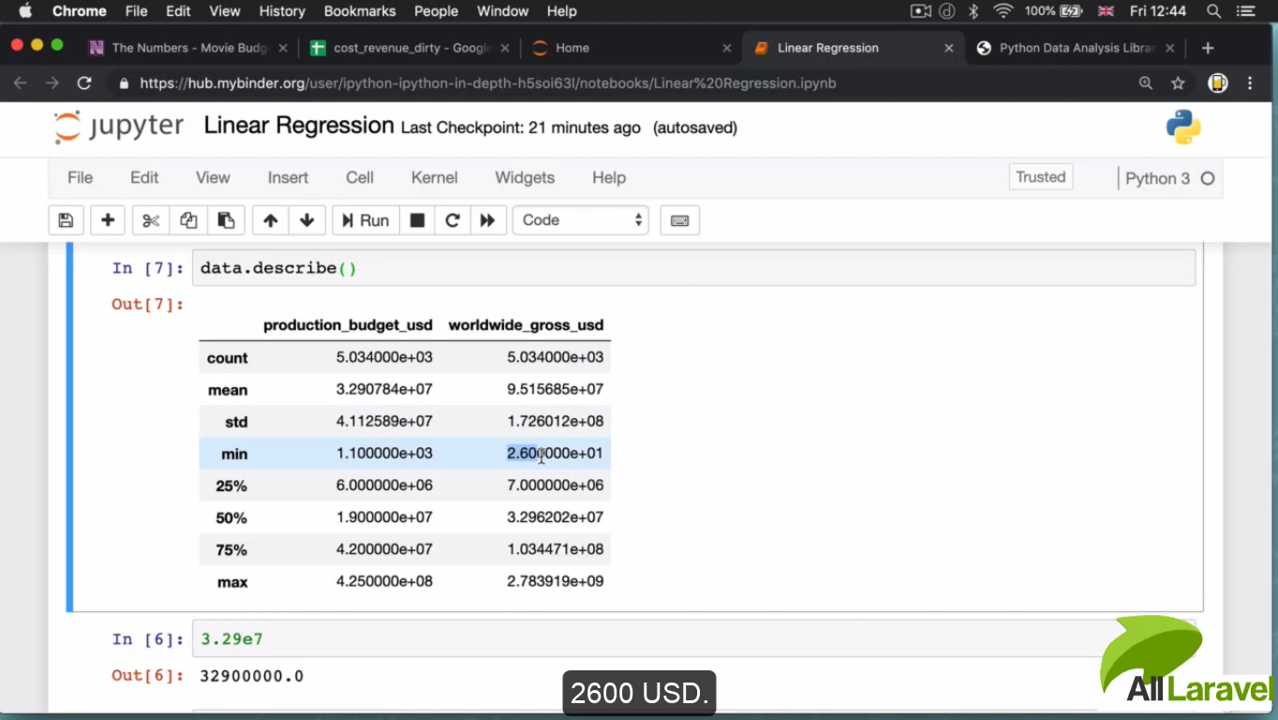 Chrome File Edit View History Bookmarks People Window Help 100% Fri 12:44
The Numbers - Movie Budg cost_revenue_dirty - Google Home Linear Regression Python Data Analysis Librar
https://hub.mybinder.org/user/ipython-ipython-in-depth-h5soi63l/notebooks/Linear%20Regression.ipynb
jupyter Linear Regression Last Checkpoint: 21 minutes ago (autosaved)
File Edit View Insert Cell Kernel Widgets Help Trusted Python 3
Run Code
In [7]: data.describe()
Out[7]:
production_budget_usd worldwide_gross_usd
count 5.034000e+03 5.034000e+03
mean 3.290784e+07 9.515685e+07
std 4.112589e+07 1.726012e+08
min 1.100000e+03 2.600000e+01
25% 6.000000e+06 7.000000e+06
50% 1.900000e+07 3.296202e+07
75% 4.200000e+07 1.034471e+08
max 4.250000e+08 2.783919e+09
In [6]: 3.29e7
Out[6]: 32900000.0
2600 USD.
All Laravel